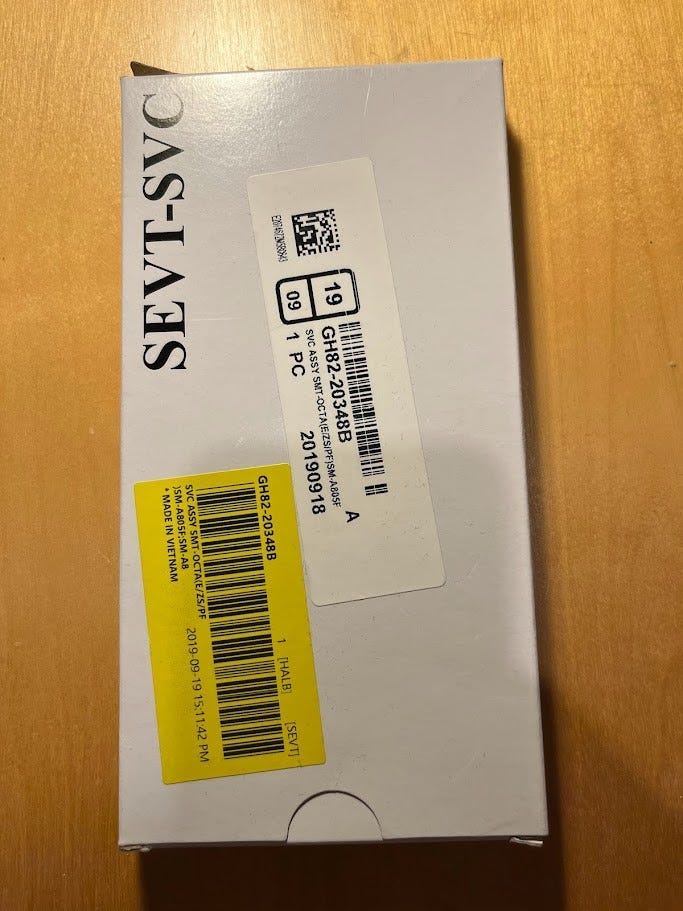 SEVT-SVC
19
09
GH82-20348B
A
SVC ASSY SMT-OCTA(E/ZS/PF)SM-A805F
1 PC
20190918
GH82-20348B
1
[HALB]
[SEVT]
SVC ASSY SMT-OCTA(E/ZS/PF
)SM-A805F;SM-A8
* MADE IN VIETNAM
2019-09-19 15:11:42 PM